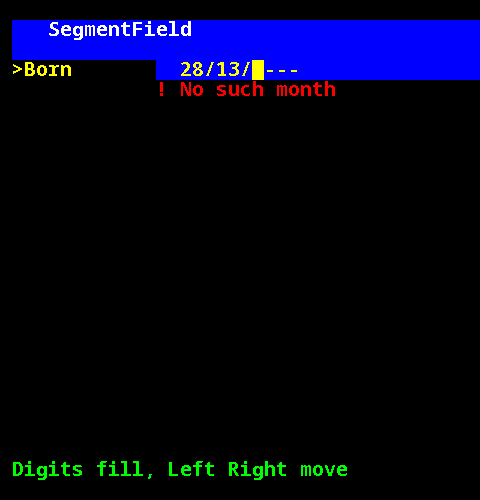 SegmentField
>Born 28/13/ ---
! No such month
Digits fill, Left Right move